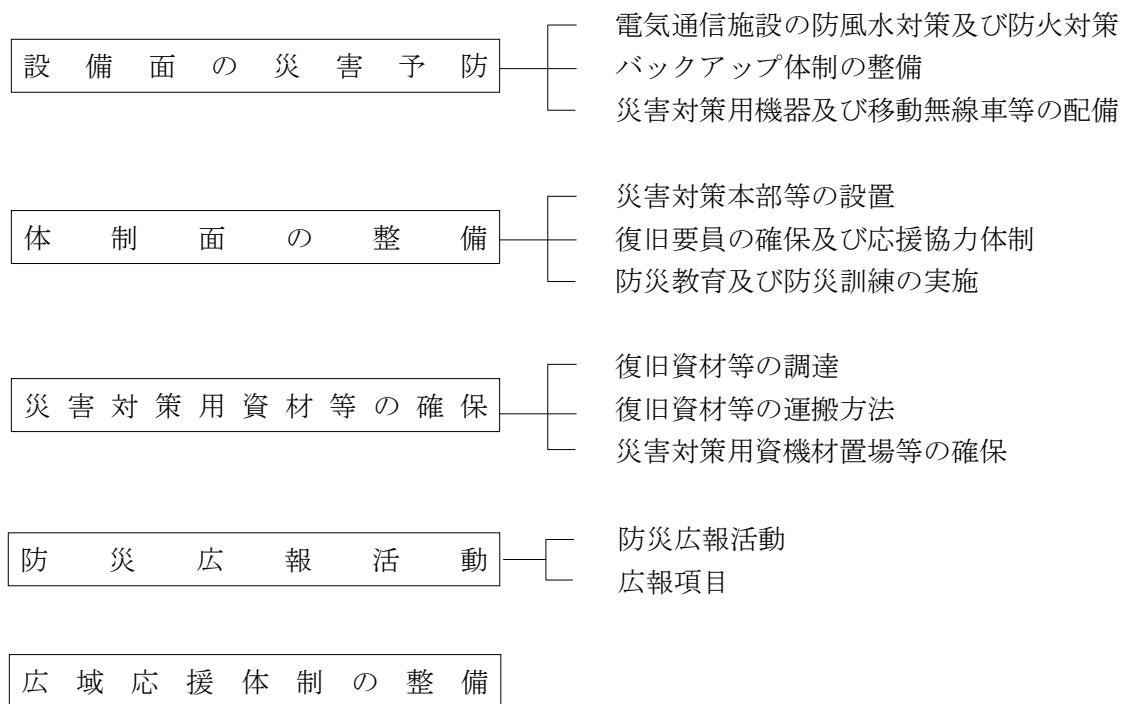 電気通信施設の防風水対策及び防火対策
設備面の災害予防
バックアップ体制の整備
災害対策用機器及び移動無線車等の配備
災害対策本部等の設置
体制面の整備
復旧要員の確保及び応援協力体制
防災教育及び防災訓練の実施
復旧資材等の調達
災害対策用資材等の確保
復旧資材等の運搬方法
災害対策用資機材置場等の確保
防災広報活動
防災広報活動
広報項目
広域応援体制の整備